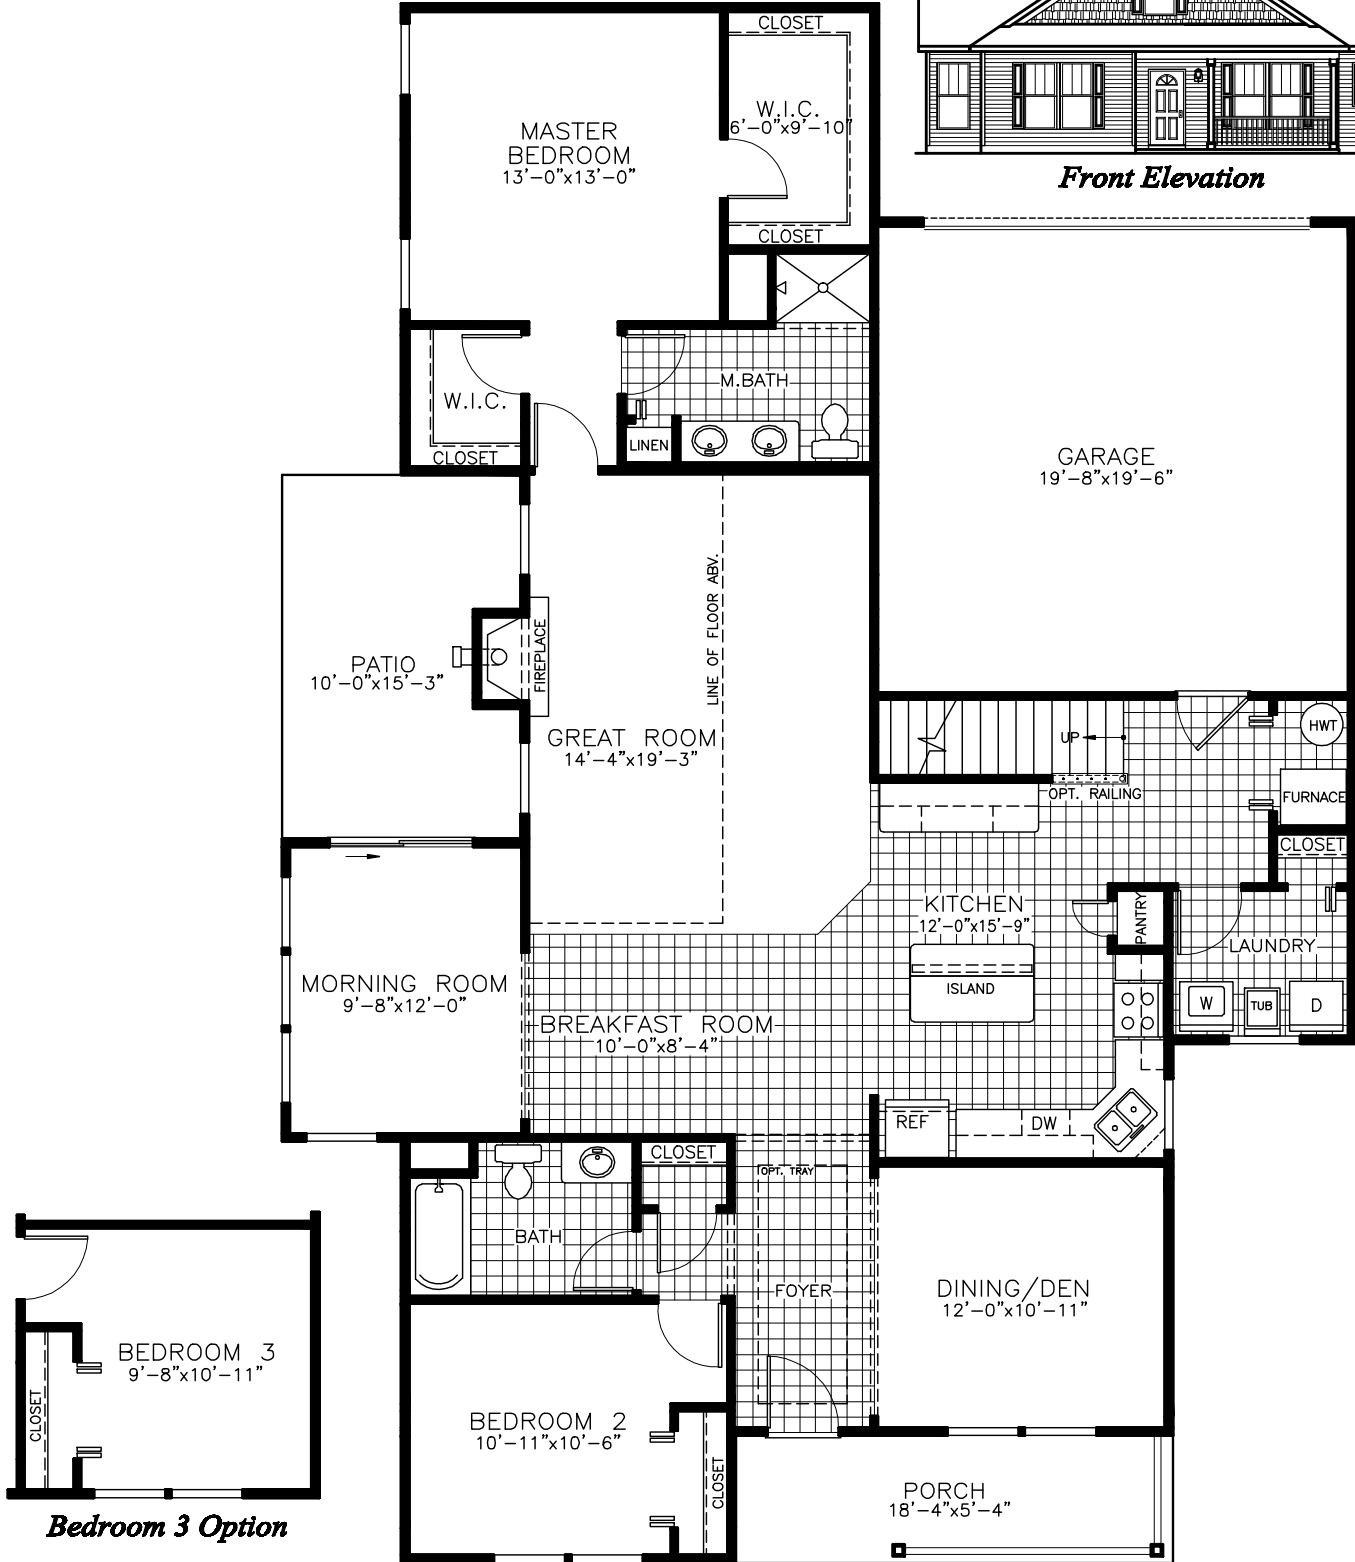 CLOSET
W.I.C.
6'-0"x9'-10"
MASTER
BEDROOM
13'-0"x13'-0"
CLOSET
Front Elevation
M.BATH
W.I.C.
LINEN
CLOSET
GARAGE
19'-8"x19'-6"
LINE OF FLOOR ABV.
FIREPLACE
PATIO
10'-0"x15'-3"
GREAT ROOM
14'-4"x19'-3"
UP
HWT
OPT. RAILING
FURNACE
CLOSET
KITCHEN
12'-0"x15'-9"
PANTRY
LAUNDRY
ISLAND
W
TUB
D
MORNING ROOM
9'-8"x12'-0"
BREAKFAST ROOM
10'-0"x8'-4"
REF
DW
CLOSET
OPT. TRAY
BATH
FOYER
DINING/DEN
12'-0"x10'-11"
BEDROOM 3
9'-8"x10'-11"
CLOSET
Bedroom 3 Option
BEDROOM 2
10'-11"x10'-6"
CLOSET
PORCH
18'-4"x5'-4"